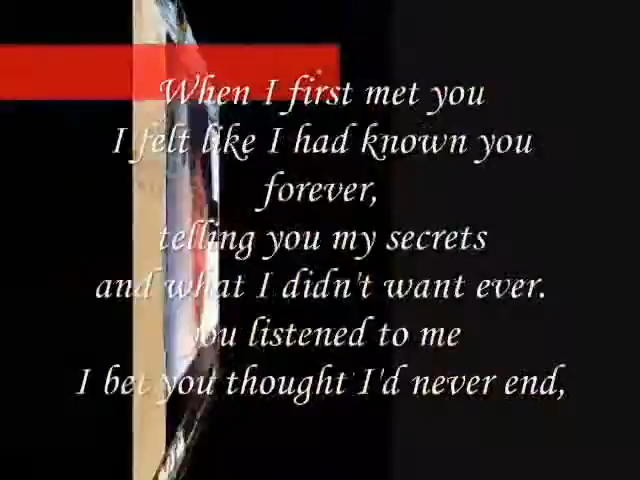 When I first met you
I felt like I had known you
forever,
telling you my secrets
and what I didn't want ever.
You listened to me
I bet you thought I'd never end,